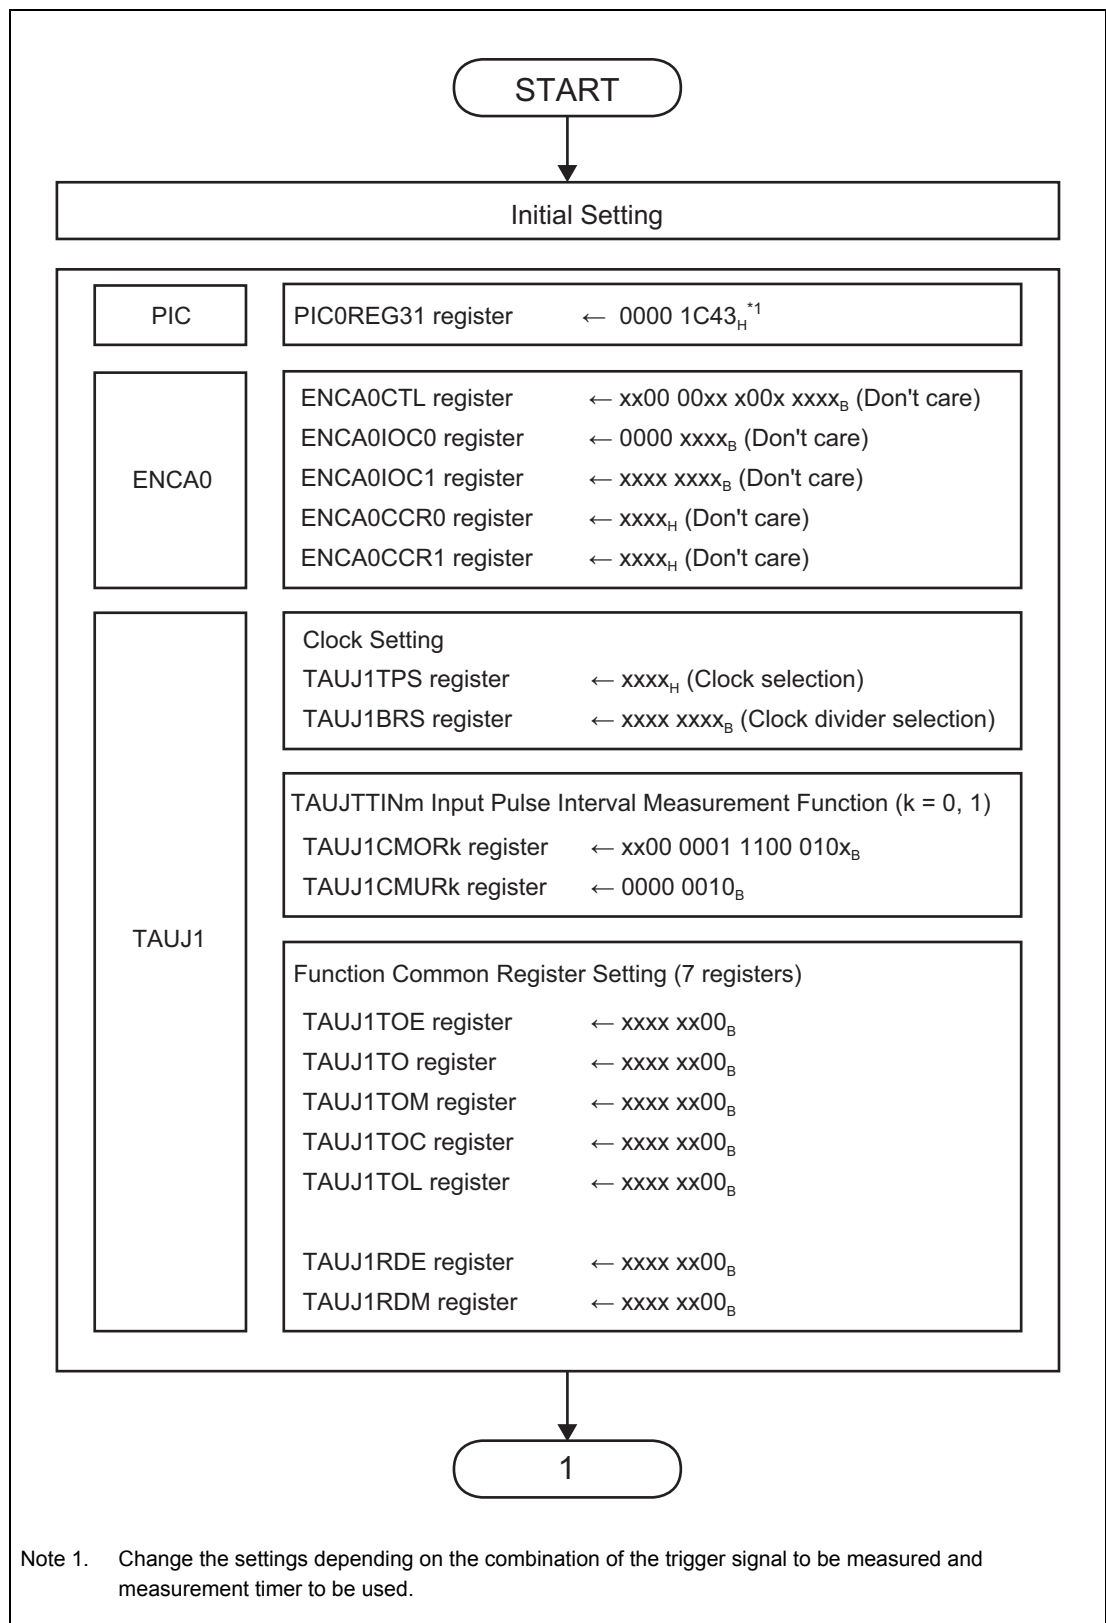 START
Initial Setting
PIC
PIC0REG31 register ← 0000 1C43H*1
ENCA0
ENCA0CTL register ← xx00 00xx x00x xxxxB (Don't care)
ENCA0IOC0 register ← 0000 xxxxB (Don't care)
ENCA0IOC1 register ← xxxx xxxxB (Don't care)
ENCA0CCR0 register ← xxxxH (Don't care)
ENCA0CCR1 register ← xxxxH (Don't care)
TAUJ1
Clock Setting
TAUJ1TPS register ← xxxxH (Clock selection)
TAUJ1BRS register ← xxxx xxxxB (Clock divider selection)
TAUJTTINm Input Pulse Interval Measurement Function (k = 0, 1)
TAUJ1CMORk register ← xx00 0001 1100 010xB
TAUJ1CMURk register ← 0000 0010B
Function Common Register Setting (7 registers)
TAUJ1TOE register ← xxxx xx00B
TAUJ1TO register ← xxxx xx00B
TAUJ1TOM register ← xxxx xx00B
TAUJ1TOC register ← xxxx xx00B
TAUJ1TOL register ← xxxx xx00B
TAUJ1RDE register ← xxxx xx00B
TAUJ1RDM register ← xxxx xx00B
1
Note 1. Change the settings depending on the combination of the trigger signal to be measured and
measurement timer to be used.